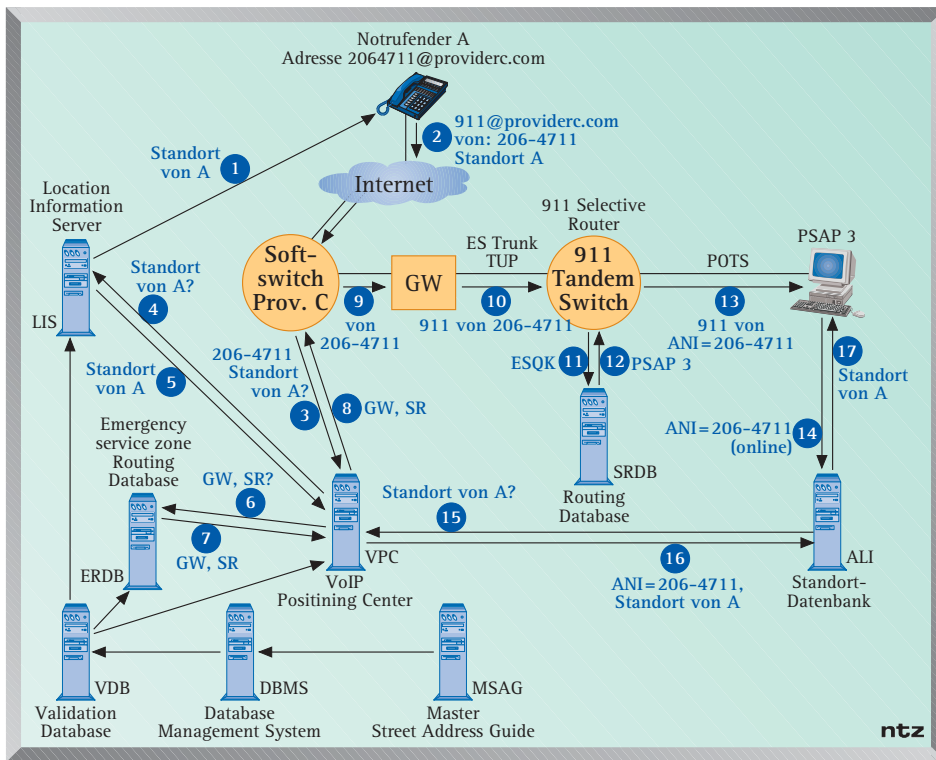 Notrufender A
Adresse 2064711@providerc.com
2
911@providerc.com
von: 206-4711
Standort A
Standort
von A
1
Internet
Location
Information
Server
LIS
911 Selective
Router
PSAP 3
Soft-
switch
Prov. C
GW
ES Trunk
TUP
911
Tandem
Switch
POTS
Standort
von A?
4
9
von
206-4711
10
911 von 206-4711
13
911 von
ANI=206-4711
Standort
von A
5
206-4711
Standort
von A?
3
8
GW, SR
ESQK
11
12
PSAP 3
17
Standort
von A
ANI=206-4711
(online)
14
Emergency
service zone
Routing
Database
ERDB
GW, SR?
6
7
GW, SR
SRDB
Routing
Database
Standort von A?
15
VPC
VoIP
Positining Center
16
ANI=206-4711,
Standort von A
ALI
Standort-
Datenbank
VDB
Validation
Database
DBMS
Database
Management System
MSAG
Master
Street Address Guide
ntz